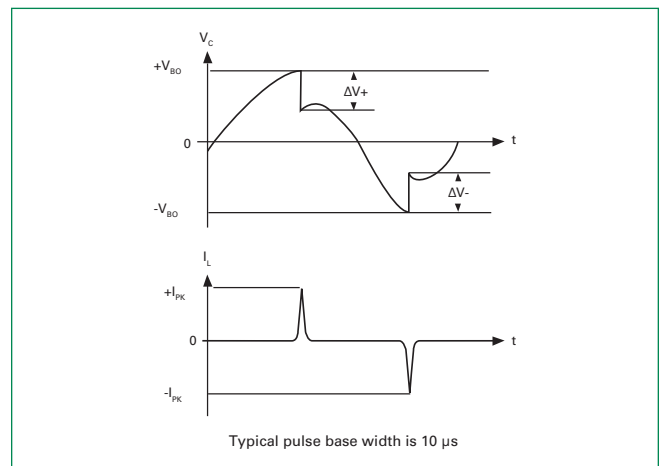 V_C
+V_BO
ΔV+
0
t
ΔV-
-V_BO
I_L
+I_PK
0
t
-I_PK
Typical pulse base width is 10 µs